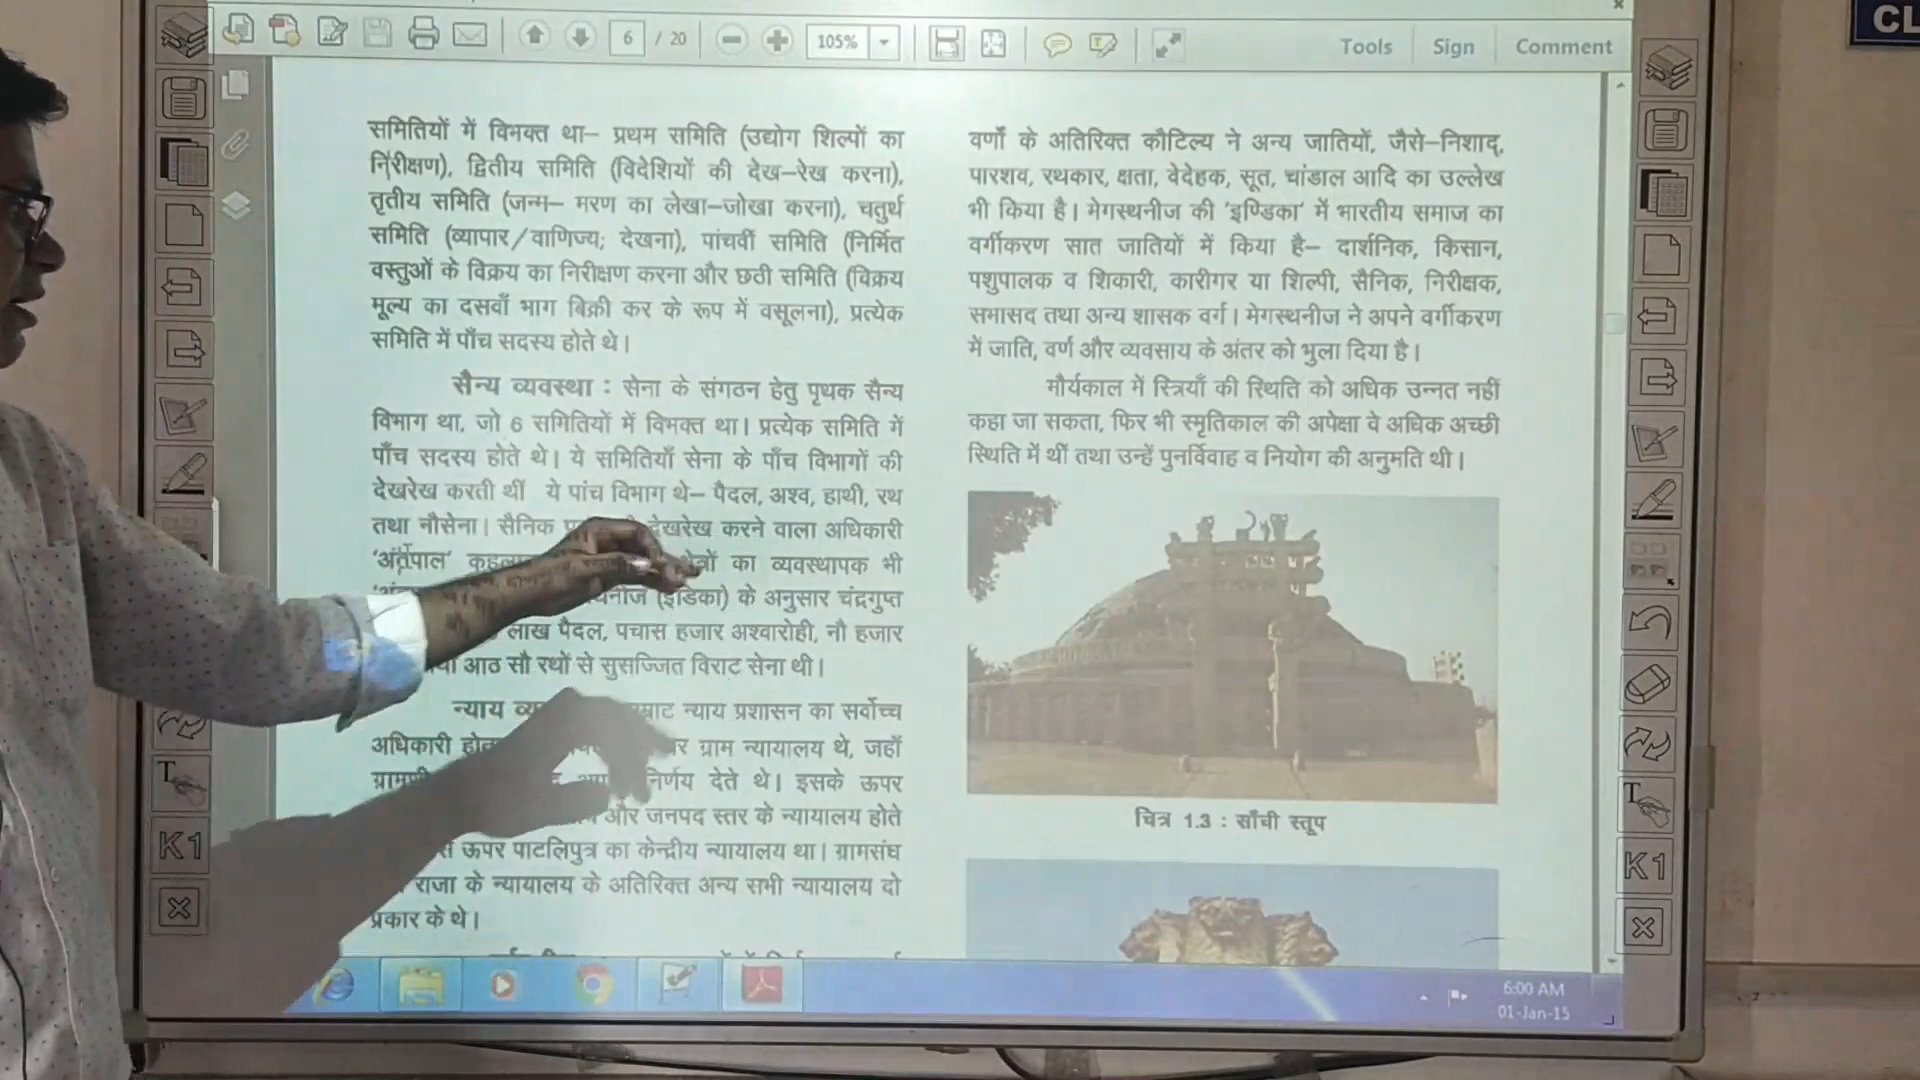 CL
6 / 20
105%
Tools
Sign
Comment
समितियों में विभक्त था– प्रथम समिति (उद्योग शिल्पों का
निरीक्षण), द्वितीय समिति (विदेशियों की देख–रेख करना),
तृतीय समिति (जन्म– मरण का लेखा–जोखा करना), चतुर्थ
समिति (व्यापार/वाणिज्य; देखना), पांचवीं समिति (निर्मित
वस्तुओं के विक्रय का निरीक्षण करना और छठी समिति (विक्रय
मूल्य का दसवाँ भाग बिक्री कर के रूप में वसूलना), प्रत्येक
समिति में पाँच सदस्य होते थे।
सैन्य व्यवस्था : सेना के संगठन हेतु पृथक सैन्य
विभाग था, जो 6 समितियों में विभक्त था। प्रत्येक समिति में
पाँच सदस्य होते थे। ये समितियाँ सेना के पाँच विभागों की
देखरेख करती थीं ये पांच विभाग थे– पैदल, अश्व, हाथी, रथ
तथा नौसेना। सैनिक देखरेख करने वाला अधिकारी
'अंतपाल' का व्यवस्थापक भी
(इंडिका) के अनुसार चंद्रगुप्त
लाख पैदल, पचास हजार अश्वारोही, नौ हजार
आठ सौ रथों से सुसज्जित विराट सेना थी।
न्याय न्याय प्रशासन का सर्वोच्च
अधिकारी ग्राम न्यायालय थे, जहाँ
निर्णय देते थे। इसके ऊपर
और जनपद स्तर के न्यायालय होते
ऊपर पाटलिपुत्र का केन्द्रीय न्यायालय था। ग्रामसंघ
राजा के न्यायालय के अतिरिक्त अन्य सभी न्यायालय दो
प्रकार के थे।
वर्णों के अतिरिक्त कौटिल्य ने अन्य जातियों, जैसे–निशाद,
पारशव, रथकार, क्षता, वेदेहक, सूत, चांडाल आदि का उल्लेख
भी किया है। मेगस्थनीज की 'इण्डिका' में भारतीय समाज का
वर्गीकरण सात जातियों में किया है– दार्शनिक, किसान,
पशुपालक व शिकारी, कारीगर या शिल्पी, सैनिक, निरीक्षक,
सभासद तथा अन्य शासक वर्ग। मेगस्थनीज ने अपने वर्गीकरण
में जाति, वर्ण और व्यवसाय के अंतर को भुला दिया है।
मौर्यकाल में स्त्रियाँ की स्थिति को अधिक उन्नत नहीं
कहा जा सकता, फिर भी स्मृतिकाल की अपेक्षा वे अधिक अच्छी
स्थिति में थीं तथा उन्हें पुनर्विवाह व नियोग की अनुमति थी।
चित्र 1.3 : साँची स्तूप
T
K1
T
K1
6:00 AM
01-Jan-15